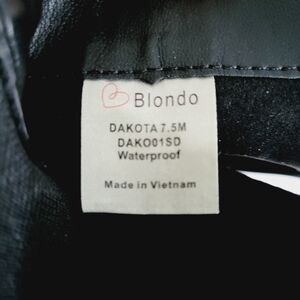 Blondo
DAKOTA 7.5M
DAKO01SD
Waterproof
Made in Vietnam